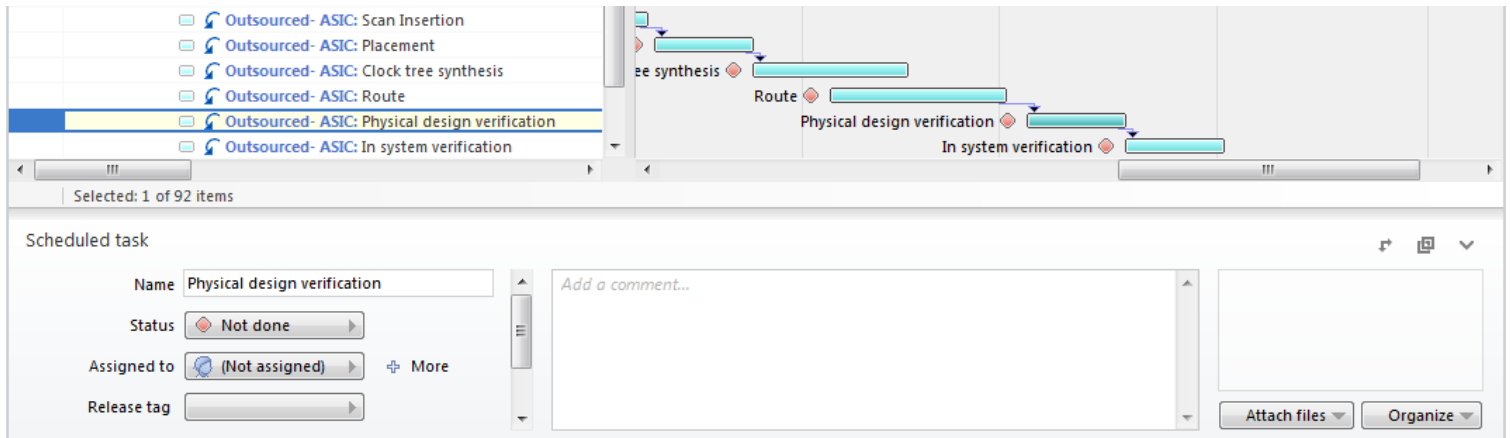 Outsourced- ASIC: Scan Insertion
Outsourced- ASIC: Placement
Outsourced- ASIC: Clock tree synthesis
ee synthesis
Outsourced- ASIC: Route
Route
Outsourced- ASIC: Physical design verification
Physical design verification
Outsourced- ASIC: In system verification
In system verification
Selected: 1 of 92 items
Scheduled task
Name Physical design verification
Add a comment...
Status Not done
Assigned to (Not assigned) More
Release tag
Attach files Organize